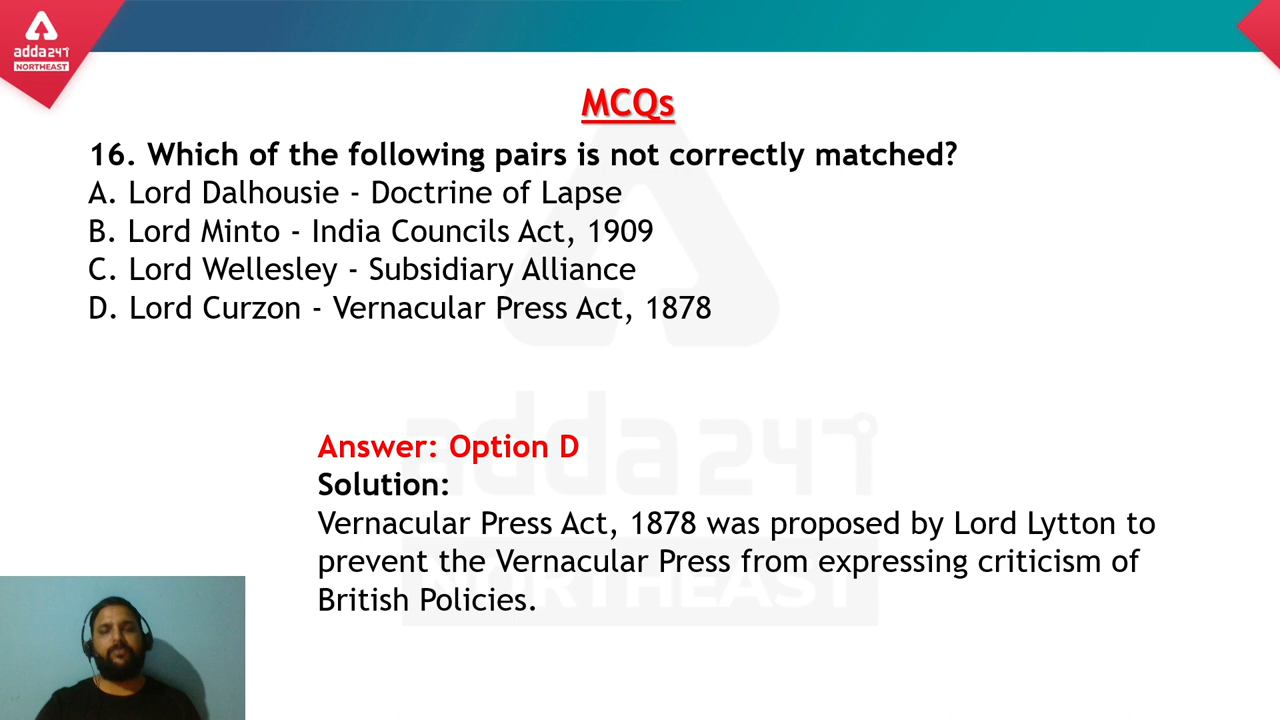 adda247
NORTHEAST
MCQs
16. Which of the following pairs is not correctly matched?
A. Lord Dalhousie - Doctrine of Lapse
B. Lord Minto - India Councils Act, 1909
C. Lord Wellesley - Subsidiary Alliance
D. Lord Curzon - Vernacular Press Act, 1878
adda247
NORTHEAST
Answer: Option D
Solution:
Vernacular Press Act, 1878 was proposed by Lord Lytton to
prevent the Vernacular Press from expressing criticism of
British Policies.